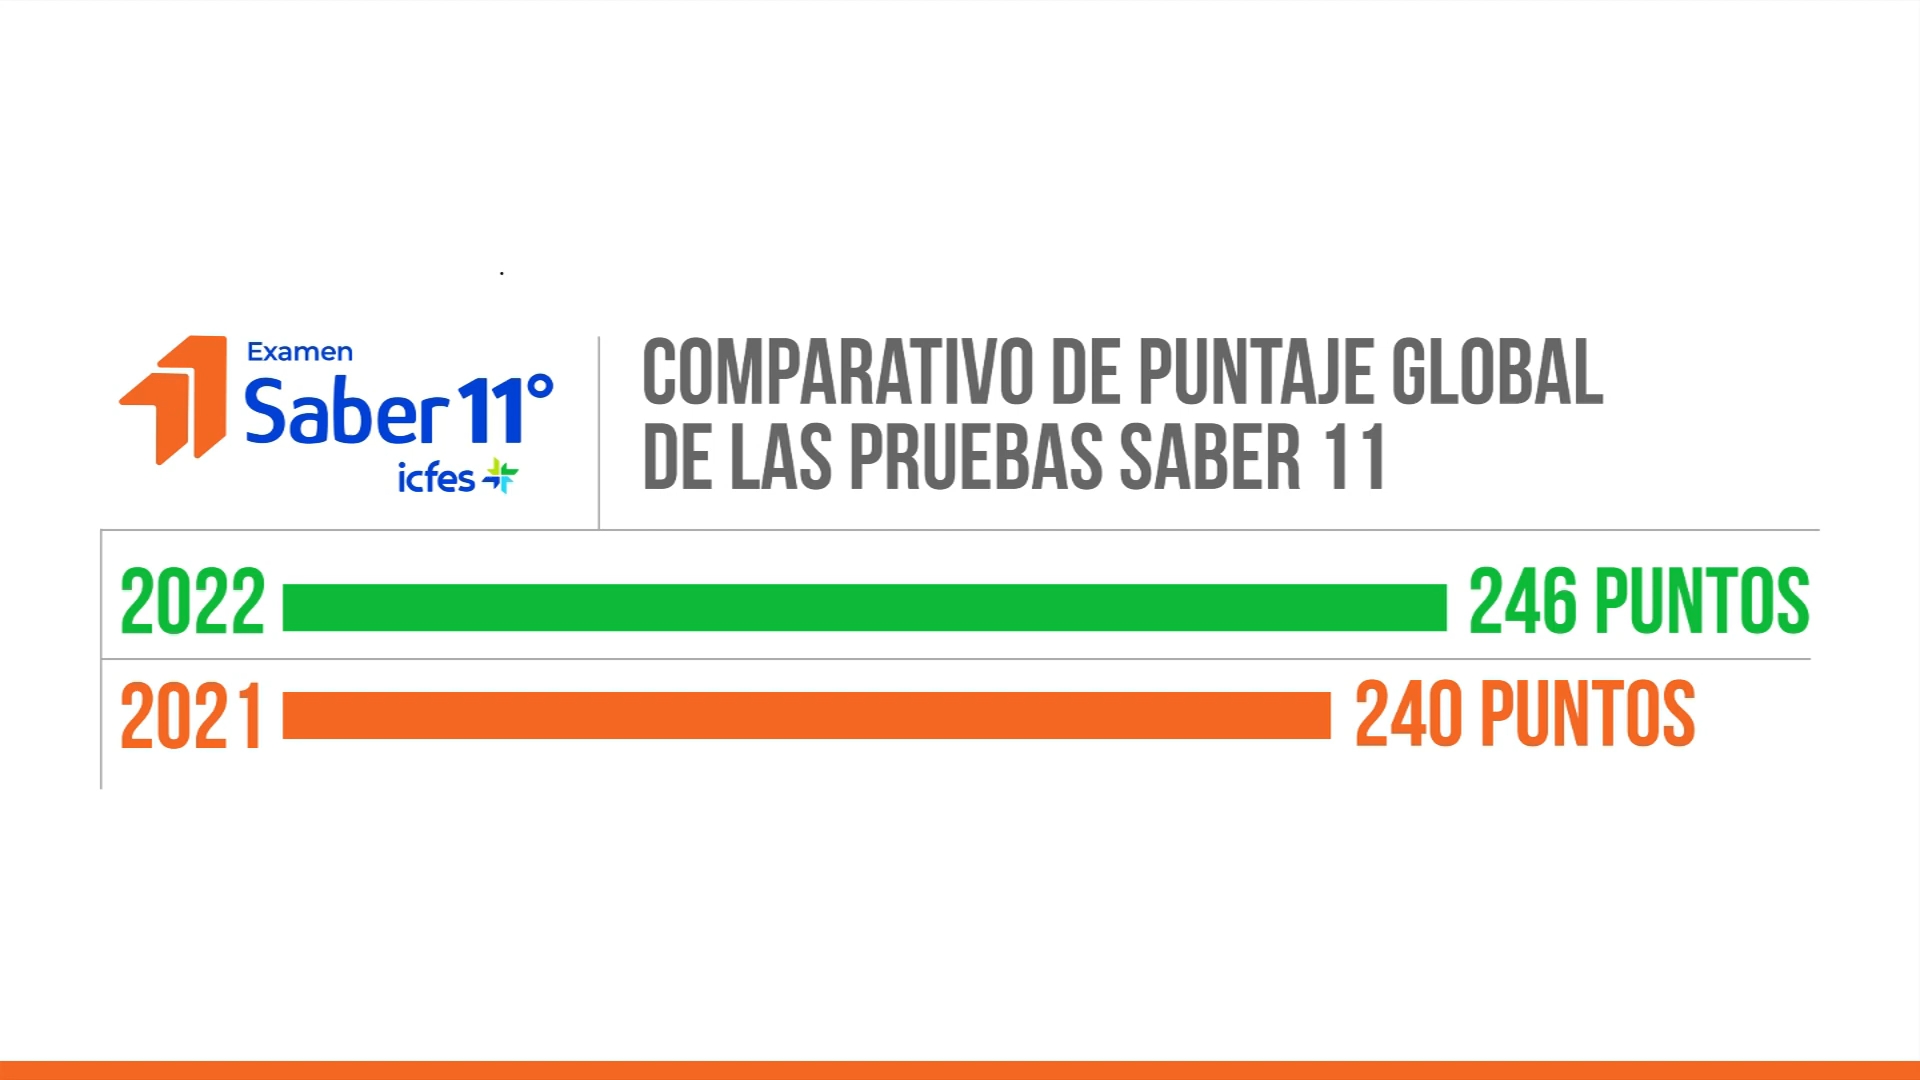 Examen
Saber 11°
icfes
COMPARATIVO DE PUNTAJE GLOBAL
DE LAS PRUEBAS SABER 11
2022 246 PUNTOS
2021 240 PUNTOS